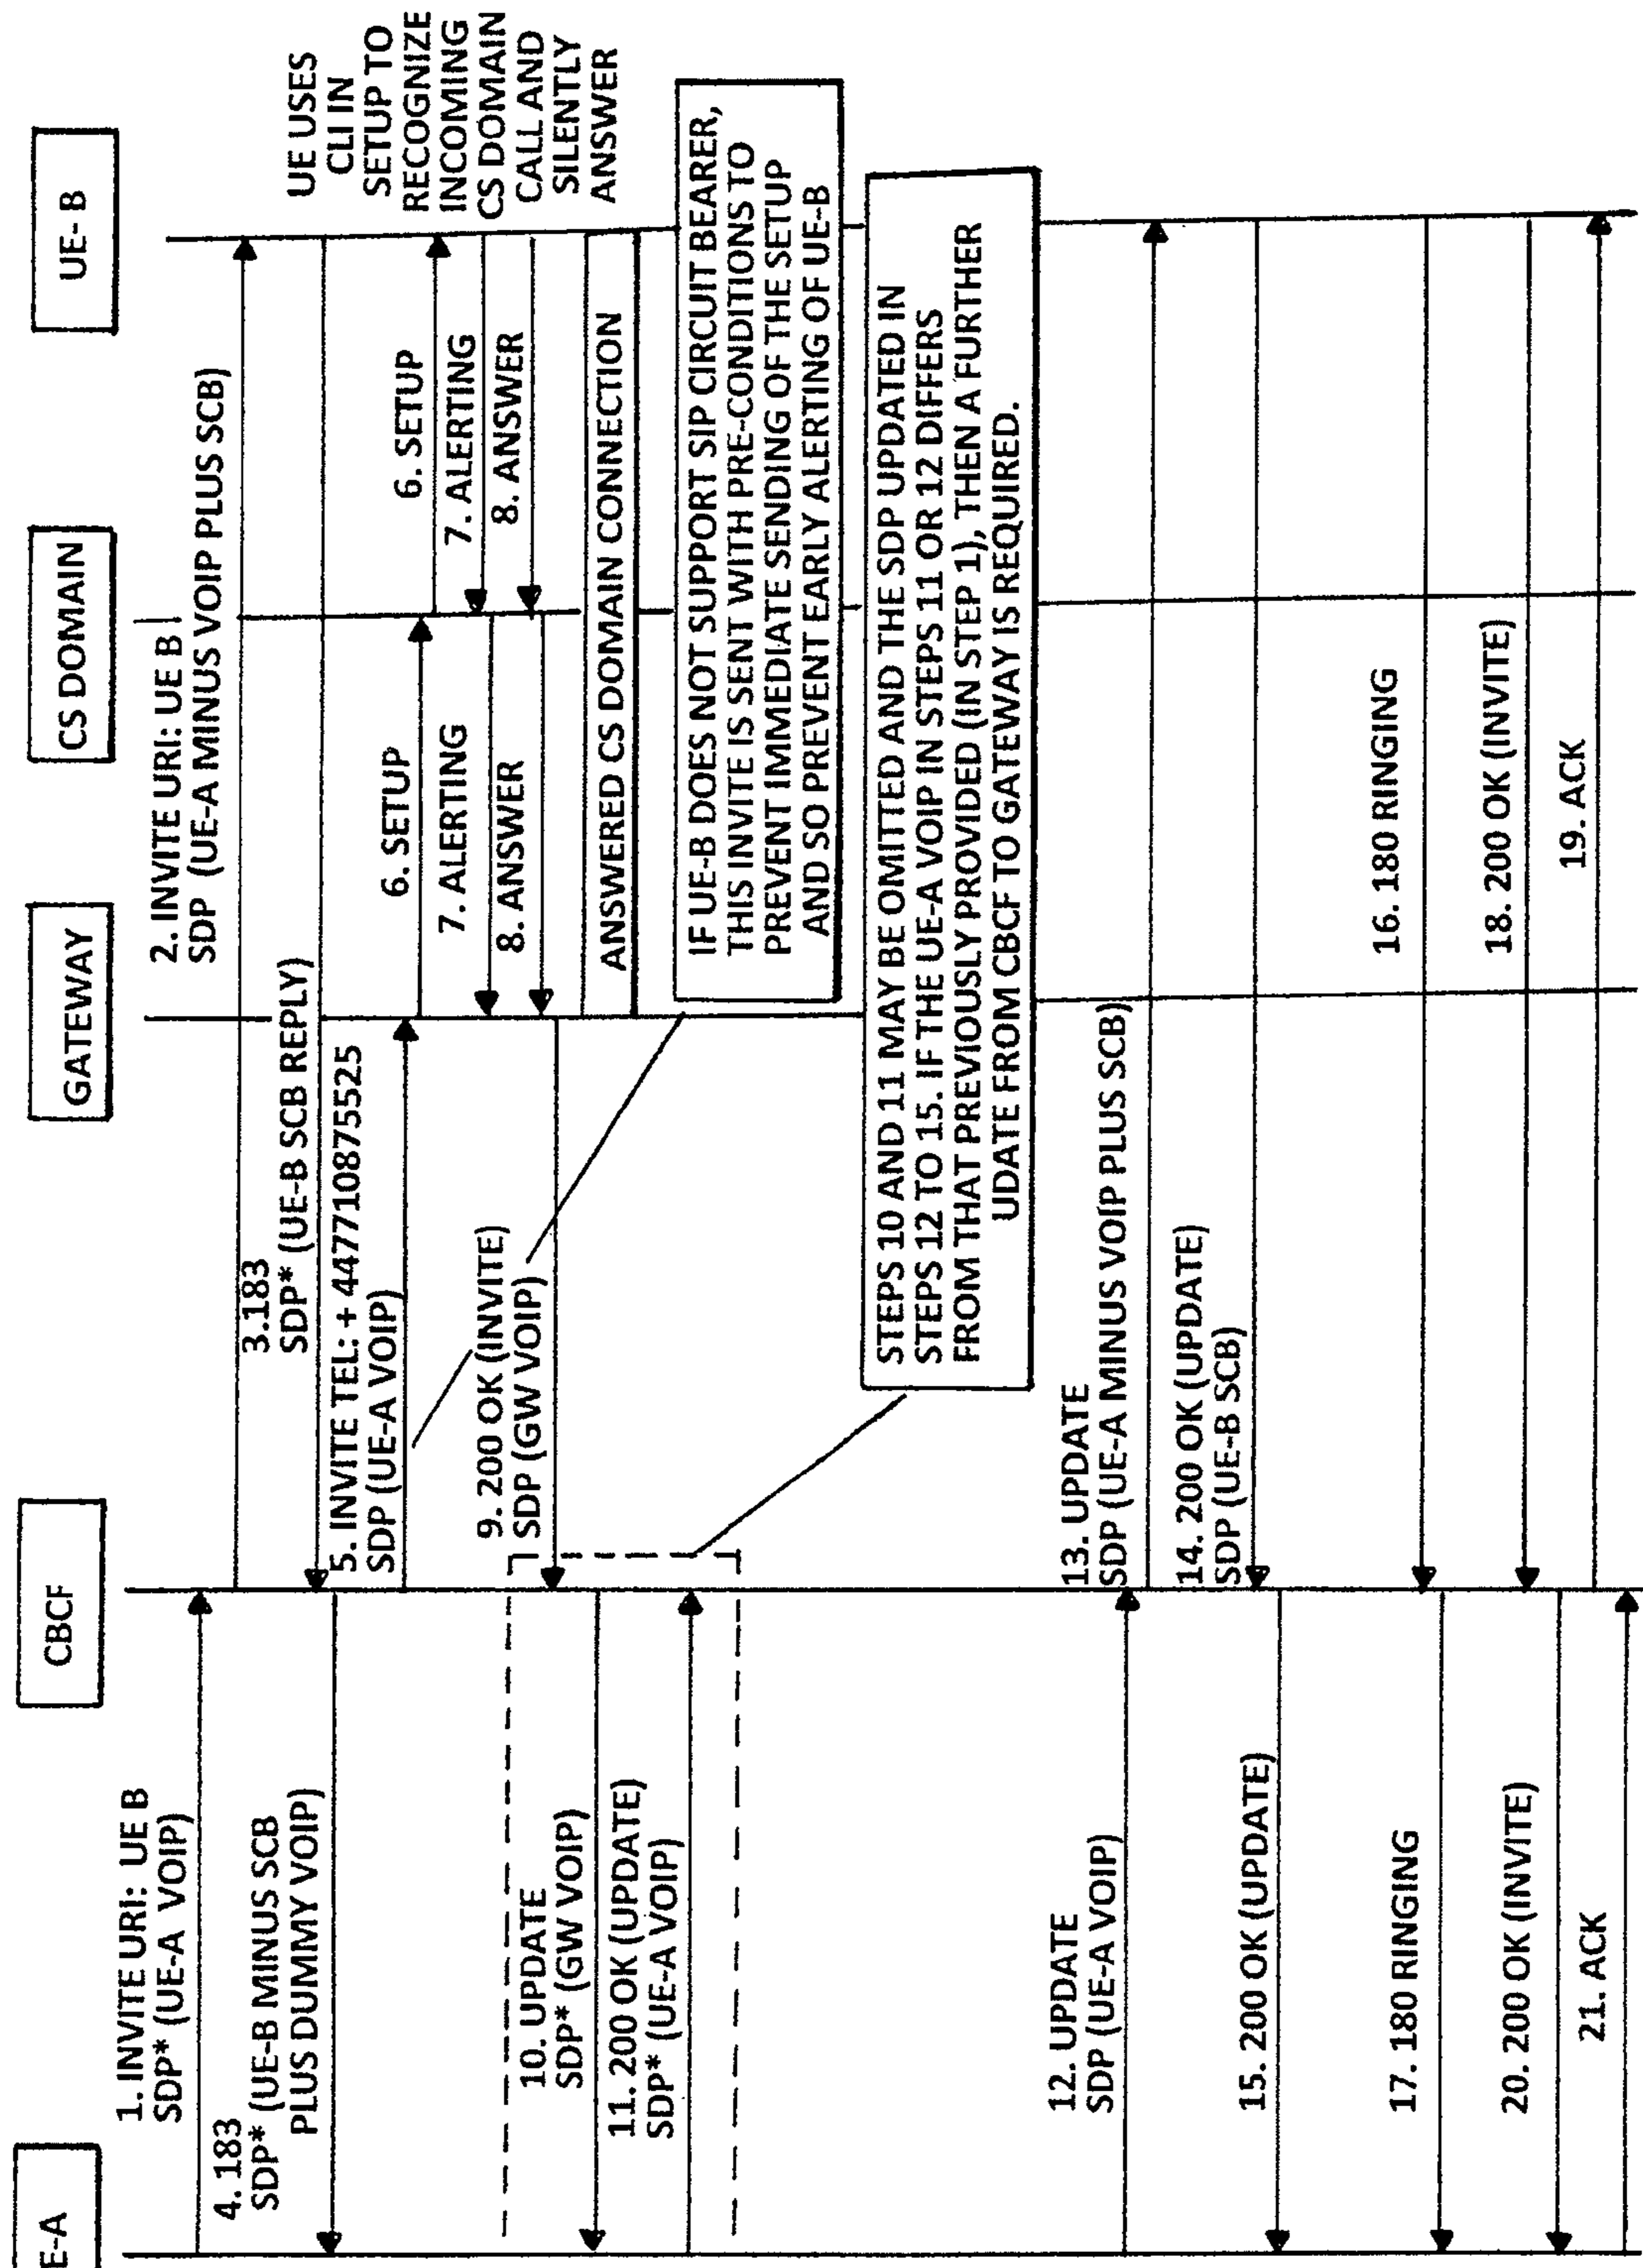 E-A
CBCF
GATEWAY
CS DOMAIN
UE- B
1. INVITE URI: UE B
SDP* (UE-A VOIP)
2. INVITE URI: UE B
SDP (UE-A MINUS VOIP PLUS SCB)
3.183
SDP* (UE-B SCB REPLY)
4. 183
SDP* (UE-B MINUS SCB
PLUS DUMMY VOIP)
5. INVITE TEL: + 447710875525
SDP (UE-A VOIP)
6. SETUP
6. SETUP
7. ALERTING
7. ALERTING
8. ANSWER
8. ANSWER
UE USES
CLI IN
SETUP TO
RECOGNIZE
INCOMING
CS DOMAIN
CALL AND
SILENTLY
ANSWER
9. 200 OK (INVITE)
SDP (GW VOIP)
ANSWERED CS DOMAIN CONNECTION
10. UPDATE
SDP* (GW VOIP)
11. 200 OK (UPDATE)
SDP* (UE-A VOIP)
IF UE-B DOES NOT SUPPORT SIP CIRCUIT BEARER,
THIS INVITE IS SENT WITH PRE-CONDITIONS TO
PREVENT IMMEDIATE SENDING OF THE SETUP
AND SO PREVENT EARLY ALERTING OF UE-B
STEPS 10 AND 11 MAY BE OMITTED AND THE SDP UPDATED IN
STEPS 12 TO 15. IF THE UE-A VOIP IN STEPS 11 OR 12 DIFFERS
FROM THAT PREVIOUSLY PROVIDED (IN STEP 1), THEN A FURTHER
UDATE FROM CBCF TO GATEWAY IS REQUIRED.
12. UPDATE
SDP (UE-A VOIP)
13. UPDATE
SDP (UE-A MINUS VOIP PLUS SCB)
14. 200 OK (UPDATE)
SDP (UE-B SCB)
15. 200 OK (UPDATE)
16. 180 RINGING
17. 180 RINGING
18. 200 OK (INVITE)
19. ACK
20. 200 OK (INVITE)
21. ACK